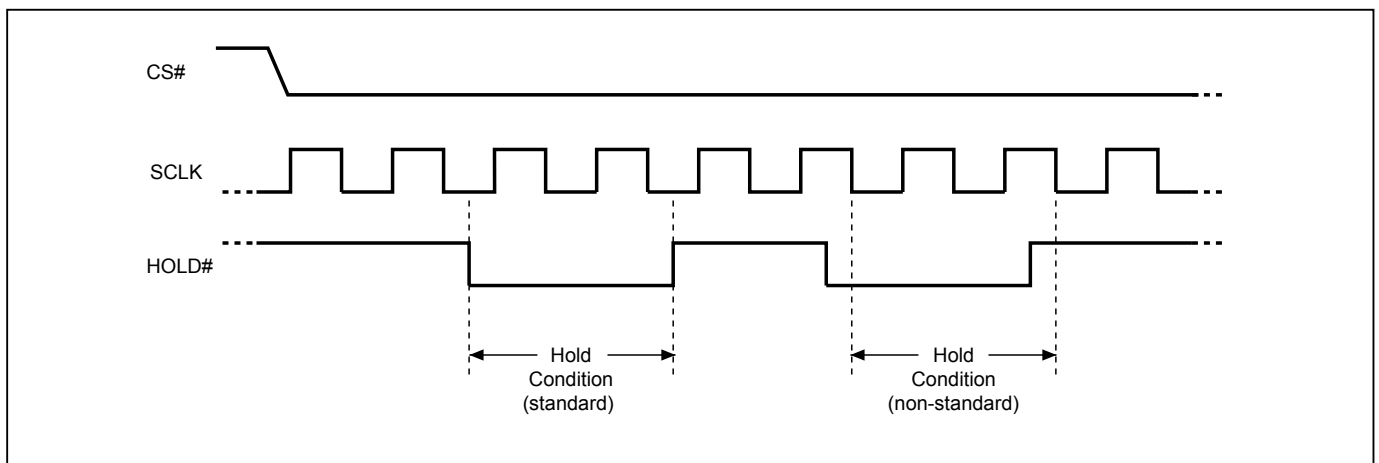 CS#
SCLK
HOLD#
Hold
Condition
(standard)
Hold
Condition
(non-standard)